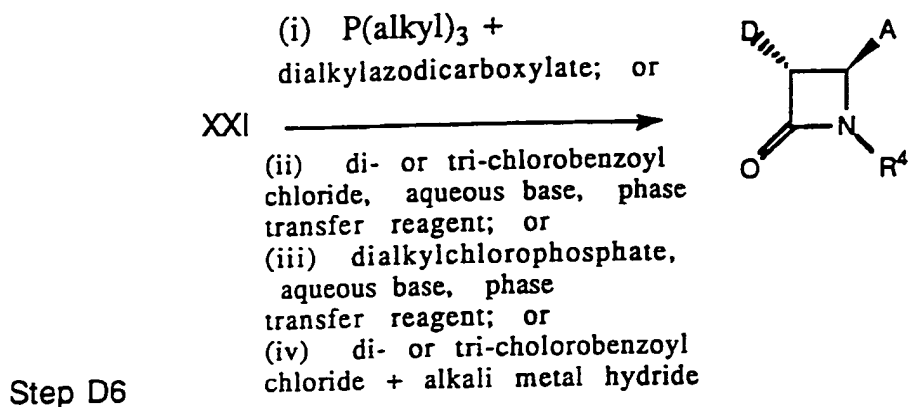 (i) P(alkyl)3 +
dialkylazodicarboxylate; or
XXI
(ii) di- or tri-chlorobenzoyl
chloride, aqueous base, phase
transfer reagent; or
(iii) dialkylchlorophosphate,
aqueous base, phase
transfer reagent; or
(iv) di- or tri-cholorobenzoyl
chloride + alkali metal hydride
Step D6
D A
O N
R4